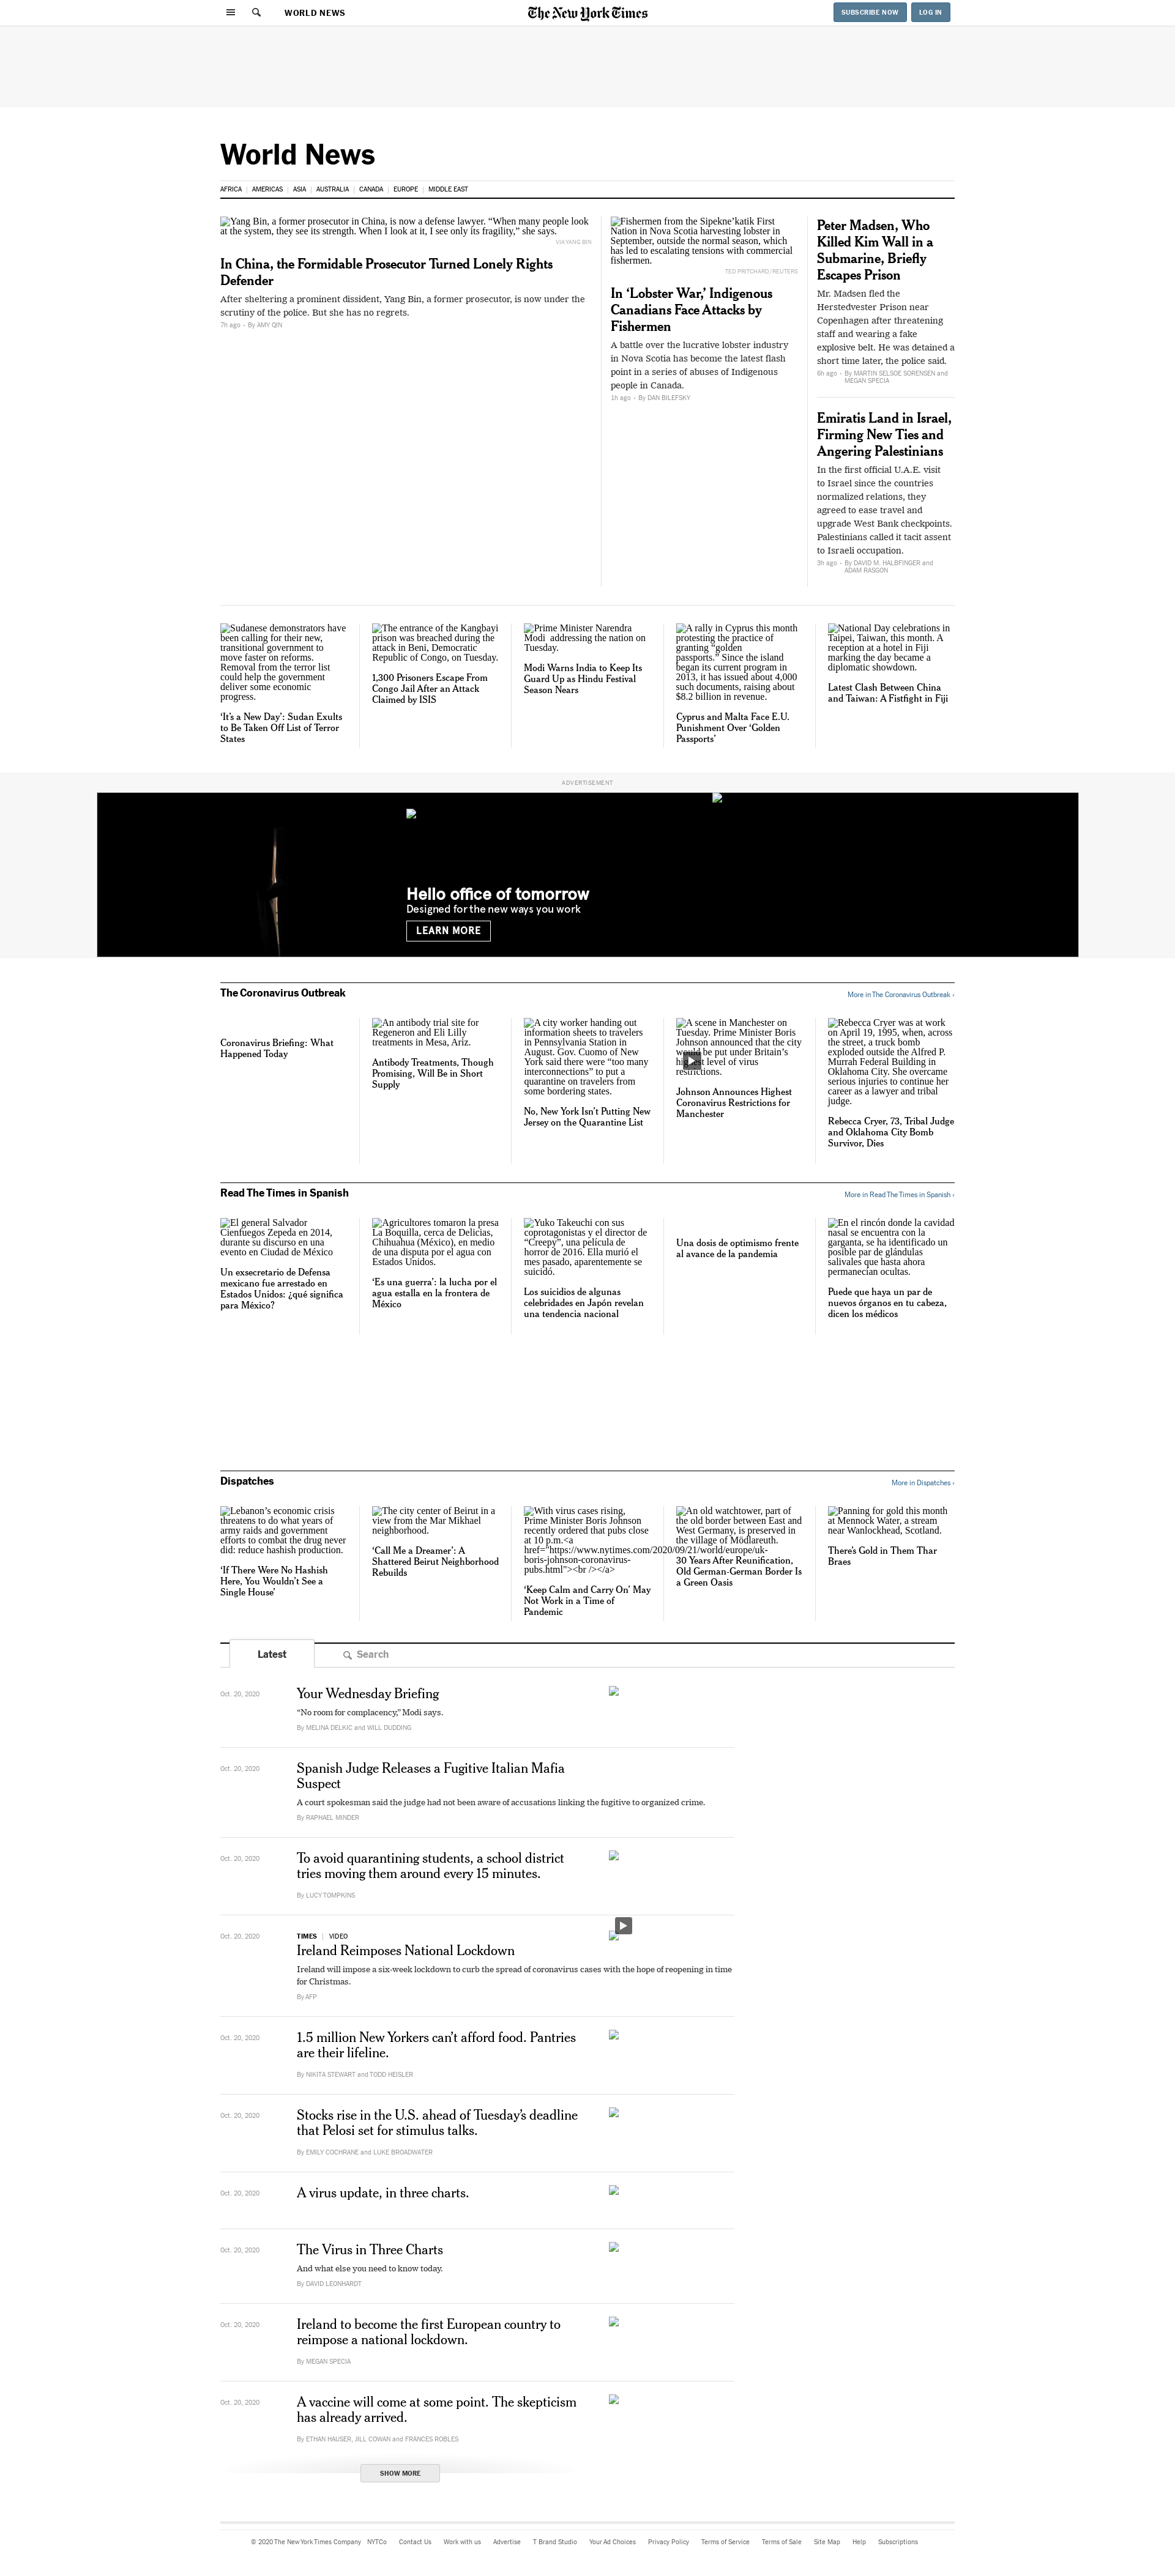 WORLD NEWS
The New York Times
SUBSCRIBE NOW
LOG IN
World News
AFRICA
AMERICAS
ASIA
AUSTRALIA
CANADA
EUROPE
MIDDLE EAST
Yang Bin, a former prosecutor in China, is now a defense lawyer. “When many people look
at the system, they see its strength. When I look at it, I see only its fragility,” she says.
VIA YANG BIN
In China, the Formidable Prosecutor Turned Lonely Rights
Defender
After sheltering a prominent dissident, Yang Bin, a former prosecutor, is now under the
scrutiny of the police. But she has no regrets.
7h ago
By AMY QIN
Fishermen from the Sipekne’katik First
Nation in Nova Scotia harvesting lobster in
September, outside the normal season, which
has led to escalating tensions with commercial
fishermen.
TED PRITCHARD/REUTERS
In ‘Lobster War,’ Indigenous
Canadians Face Attacks by
Fishermen
A battle over the lucrative lobster industry
in Nova Scotia has become the latest flash
point in a series of abuses of Indigenous
people in Canada.
1h ago
By DAN BILEFSKY
Peter Madsen, Who
Killed Kim Wall in a
Submarine, Briefly
Escapes Prison
Mr. Madsen fled the
Herstedvester Prison near
Copenhagen after threatening
staff and wearing a fake
explosive belt. He was detained a
short time later, the police said.
6h ago
By MARTIN SELSOE SORENSEN and
MEGAN SPECIA
Emiratis Land in Israel,
Firming New Ties and
Angering Palestinians
In the first official U.A.E. visit
to Israel since the countries
normalized relations, they
agreed to ease travel and
upgrade West Bank checkpoints.
Palestinians called it tacit assent
to Israeli occupation.
3h ago
By DAVID M. HALBFINGER and
ADAM RASGON
Sudanese demonstrators have
been calling for their new,
transitional government to
move faster on reforms.
Removal from the terror list
could help the government
deliver some economic
progress.
‘It’s a New Day’: Sudan Exults
to Be Taken Off List of Terror
States
The entrance of the Kangbayi
prison was breached during the
attack in Beni, Democratic
Republic of Congo, on Tuesday.
1,300 Prisoners Escape From
Congo Jail After an Attack
Claimed by ISIS
Prime Minister Narendra
Modi  addressing the nation on
Tuesday.
Modi Warns India to Keep Its
Guard Up as Hindu Festival
Season Nears
A rally in Cyprus this month
protesting the practice of
granting “golden
passports.” Since the island
began its current program in
2013, it has issued about 4,000
such documents, raising about
$8.2 billion in revenue.
Cyprus and Malta Face E.U.
Punishment Over ‘Golden
Passports’
National Day celebrations in
Taipei, Taiwan, this month. A
reception at a hotel in Fiji
marking the day became a
diplomatic showdown.
Latest Clash Between China
and Taiwan: A Fistfight in Fiji
ADVERTISEMENT
Hello office of tomorrow
Designed for the new ways you work
LEARN MORE
The Coronavirus Outbreak
More in The Coronavirus Outbreak ›
Coronavirus Briefing: What
Happened Today
An antibody trial site for
Regeneron and Eli Lilly
treatments in Mesa, Ariz.
Antibody Treatments, Though
Promising, Will Be in Short
Supply
A city worker handing out
information sheets to travelers
in Pennsylvania Station in
August. Gov. Cuomo of New
York said there were “too many
interconnections” to put a
quarantine on travelers from
some bordering states.
No, New York Isn’t Putting New
Jersey on the Quarantine List
A scene in Manchester on
Tuesday. Prime Minister Boris
Johnson announced that the city
would be put under Britain’s
level of virus
Johnson Announces Highest
Coronavirus Restrictions for
Manchester
Rebecca Cryer was at work
on April 19, 1995, when, across
the street, a truck bomb
exploded outside the Alfred P.
Murrah Federal Building in
Oklahoma City. She overcame
serious injuries to continue her
career as a lawyer and tribal
judge.
Rebecca Cryer, 73, Tribal Judge
and Oklahoma City Bomb
Survivor, Dies
Read The Times in Spanish
More in Read The Times in Spanish ›
El general Salvador
Cienfuegos Zepeda en 2014,
durante su discurso en una
evento en Ciudad de México
Un exsecretario de Defensa
mexicano fue arrestado en
Estados Unidos: ¿qué significa
para México?
Agricultores tomaron la presa
La Boquilla, cerca de Delicias,
Chihuahua (México), en medio
de una disputa por el agua con
Estados Unidos.
‘Es una guerra’: la lucha por el
agua estalla en la frontera de
México
Yuko Takeuchi con sus
coprotagonistas y el director de
“Creepy”, una película de
horror de 2016. Ella murió el
mes pasado, aparentemente se
suicidó.
Los suicidios de algunas
celebridades en Japón revelan
una tendencia nacional
Una dosis de optimismo frente
al avance de la pandemia
En el rincón donde la cavidad
nasal se encuentra con la
garganta, se ha identificado un
posible par de glándulas
salivales que hasta ahora
permanecían ocultas.
Puede que haya un par de
nuevos órganos en tu cabeza,
dicen los médicos
Dispatches
More in Dispatches ›
Lebanon’s economic crisis
threatens to do what years of
army raids and government
efforts to combat the drug never
did: reduce hashish production.
‘If There Were No Hashish
Here, You Wouldn’t See a
Single House’
The city center of Beirut in a
view from the Mar Mikhael
neighborhood.
‘Call Me a Dreamer’: A
Shattered Beirut Neighborhood
Rebuilds
With virus cases rising,
Prime Minister Boris Johnson
recently ordered that pubs close
at 10 p.m.<a
href="https://www.nytimes.com/2020/09/21/world/europe/uk-
boris-johnson-coronavirus-
pubs.html"><br /></a>
‘Keep Calm and Carry On’ May
Not Work in a Time of
Pandemic
An old watchtower, part of
the old border between East and
West Germany, is preserved in
the village of Mödlareuth.
30 Years After Reunification,
Old German-German Border Is
a Green Oasis
Panning for gold this month
at Mennock Water, a stream
near Wanlockhead, Scotland.
There’s Gold in Them Thar
Braes
Latest
Search
Oct. 20, 2020
Your Wednesday Briefing
“No room for complacency,” Modi says.
By MELINA DELKIC and WILL DUDDING
Oct. 20, 2020
Spanish Judge Releases a Fugitive Italian Mafia
Suspect
A court spokesman said the judge had not been aware of accusations linking the fugitive to organized crime.
By RAPHAEL MINDER
Oct. 20, 2020
To avoid quarantining students, a school district
tries moving them around every 15 minutes.
By LUCY TOMPKINS
Oct. 20, 2020
TIMES | VIDEO
Ireland Reimposes National Lockdown
Ireland will impose a six-week lockdown to curb the spread of coronavirus cases with the hope of reopening in time
for Christmas.
By AFP
Oct. 20, 2020
1.5 million New Yorkers can’t afford food. Pantries
are their lifeline.
By NIKITA STEWART and TODD HEISLER
Oct. 20, 2020
Stocks rise in the U.S. ahead of Tuesday’s deadline
that Pelosi set for stimulus talks.
By EMILY COCHRANE and LUKE BROADWATER
Oct. 20, 2020
A virus update, in three charts.
Oct. 20, 2020
The Virus in Three Charts
And what else you need to know today.
By DAVID LEONHARDT
Oct. 20, 2020
Ireland to become the first European country to
reimpose a national lockdown.
By MEGAN SPECIA
Oct. 20, 2020
A vaccine will come at some point. The skepticism
has already arrived.
By ETHAN HAUSER, JILL COWAN and FRANCES ROBLES
SHOW MORE
© 2020 The New York Times Company
NYTCo
Contact Us
Work with us
Advertise
T Brand Studio
Your Ad Choices
Privacy Policy
Terms of Service
Terms of Sale
Site Map
Help
Subscriptions